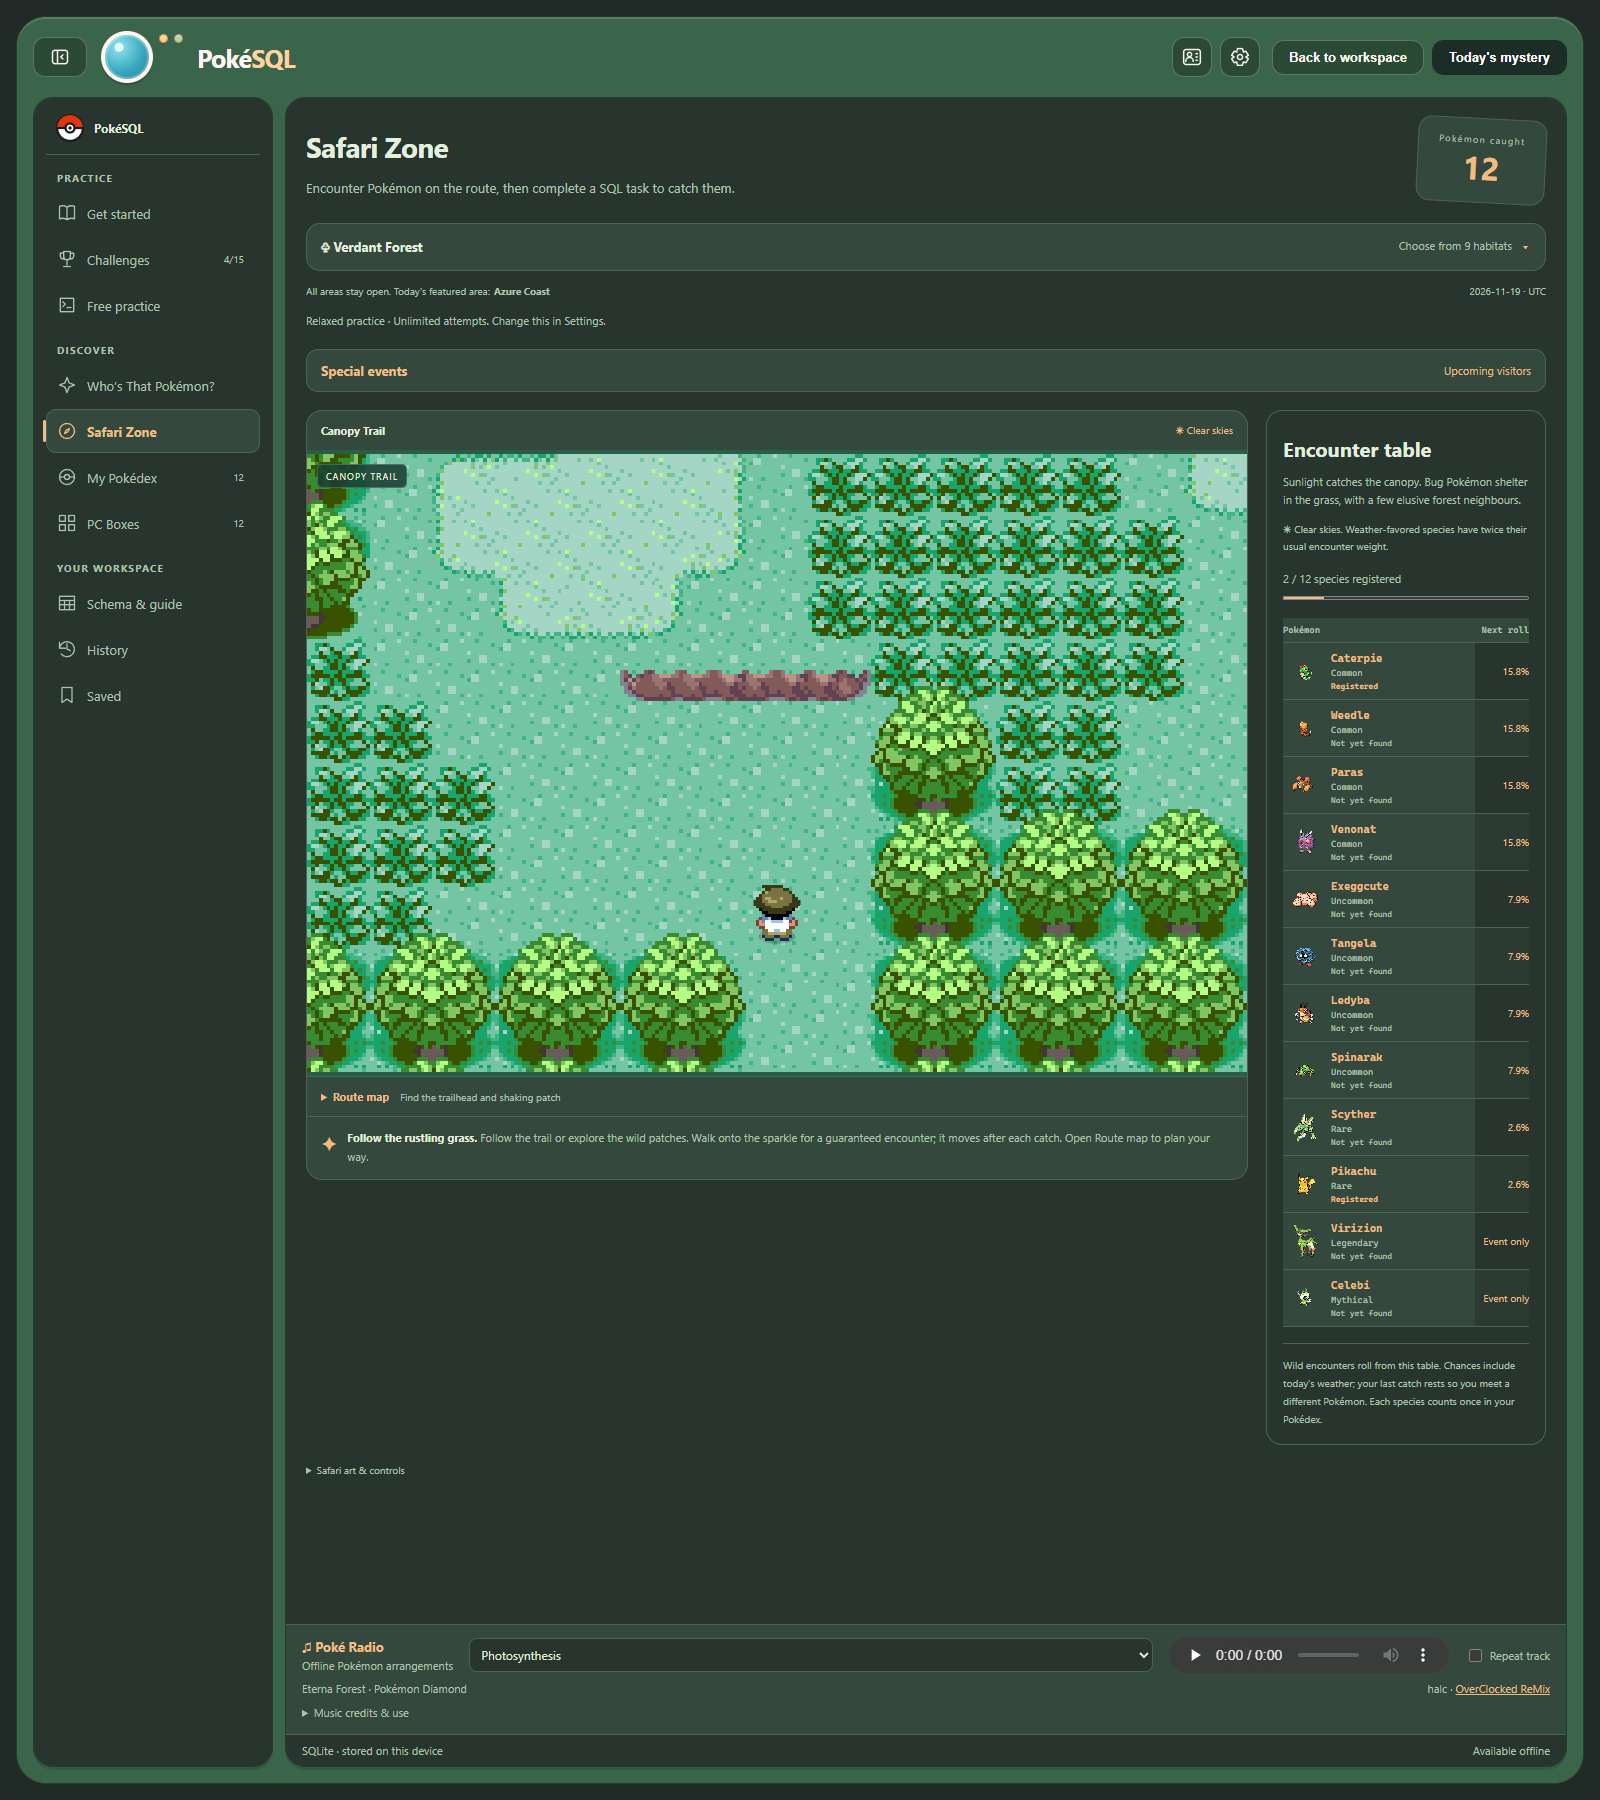 PokéSQL
Back to workspace
Today's mystery
PokéSQL
PRACTICE
Get started
Challenges 4/15
Free practice
DISCOVER
Who's That Pokémon?
Safari Zone
My Pokédex 12
PC Boxes 12
YOUR WORKSPACE
Schema & guide
History
Saved
Safari Zone
Encounter Pokémon on the route, then complete a SQL task to catch them.
Pokémon caught
12
Verdant Forest
Choose from 9 habitats
All areas stay open. Today's featured area: Azure Coast
2026-11-19 · UTC
Relaxed practice · Unlimited attempts. Change this in Settings.
Special events
Upcoming visitors
Canopy Trail
☀ Clear skies
CANOPY TRAIL
Route map Find the trailhead and shaking patch
Follow the rustling grass. Follow the trail or explore the wild patches. Walk onto the sparkle for a guaranteed encounter; it moves after each catch. Open Route map to plan your
way.
Encounter table
Sunlight catches the canopy. Bug Pokémon shelter
in the grass, with a few elusive forest neighbours.
☀ Clear skies. Weather-favored species have twice their
usual encounter weight.
2 / 12 species registered
Pokémon Next roll
Caterpie
Common
Registered
15.8%
Weedle
Common
Not yet found
15.8%
Paras
Common
Not yet found
15.8%
Venonat
Common
Not yet found
15.8%
Exeggcute
Uncommon
Not yet found
7.9%
Tangela
Uncommon
Not yet found
7.9%
Ledyba
Uncommon
Not yet found
7.9%
Spinarak
Uncommon
Not yet found
7.9%
Scyther
Rare
Not yet found
2.6%
Pikachu
Rare
Registered
2.6%
Virizion
Legendary
Not yet found
Event only
Celebi
Mythical
Not yet found
Event only
Wild encounters roll from this table. Chances include
today's weather; your last catch rests so you meet a
different Pokémon. Each species counts once in your
Pokédex.
Safari art & controls
♫ Poké Radio
Offline Pokémon arrangements
Photosynthesis
0:00 / 0:00
Repeat track
Eterna Forest · Pokémon Diamond
halc · OverClocked ReMix
Music credits & use
SQLite · stored on this device
Available offline